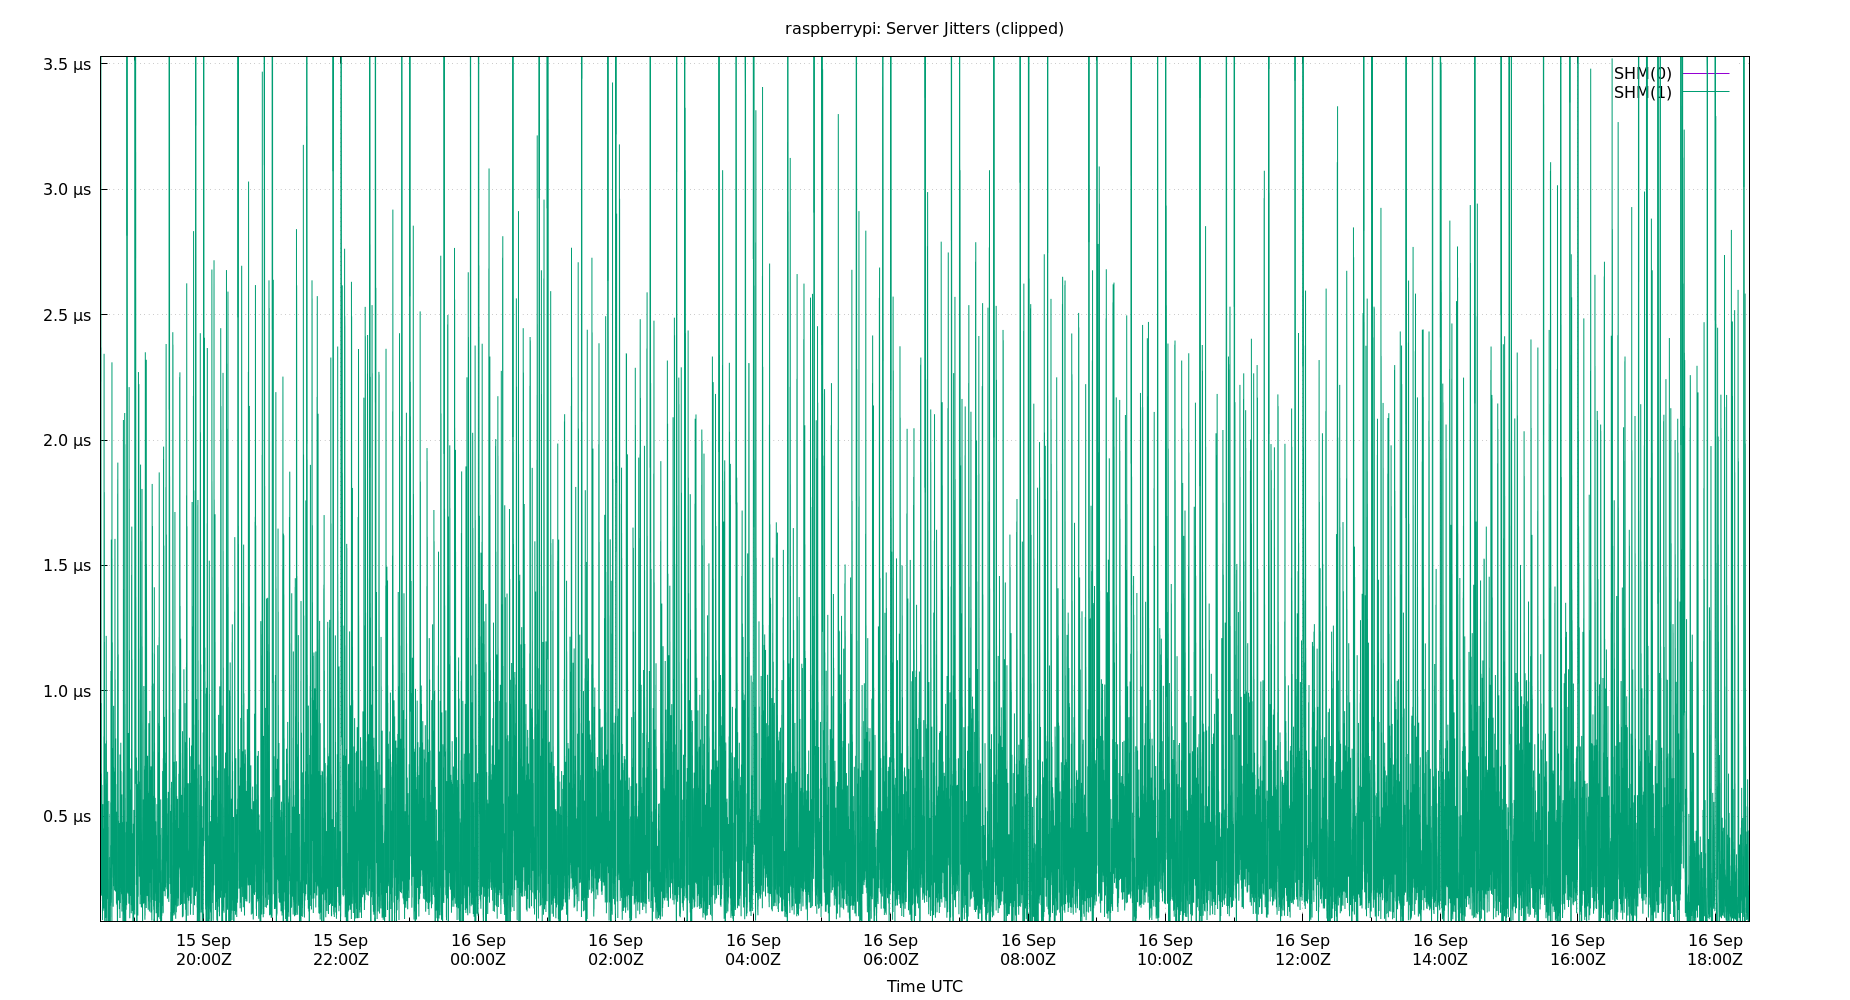 raspberrypi: Server Jitters (clipped)
3.5 µs
3.0 µs
2.5 µs
2.0 µs
1.5 µs
1.0 µs
0.5 µs
SHM(0)
SHM(1)
15 Sep 15 Sep 16 Sep 16 Sep 16 Sep 16 Sep 16 Sep 16 Sep 16 Sep 16 Sep 16 Sep 16 Sep
20:00Z 22:00Z 00:00Z 02:00Z 04:00Z 06:00Z 08:00Z 10:00Z 12:00Z 14:00Z 16:00Z 18:00Z
Time UTC